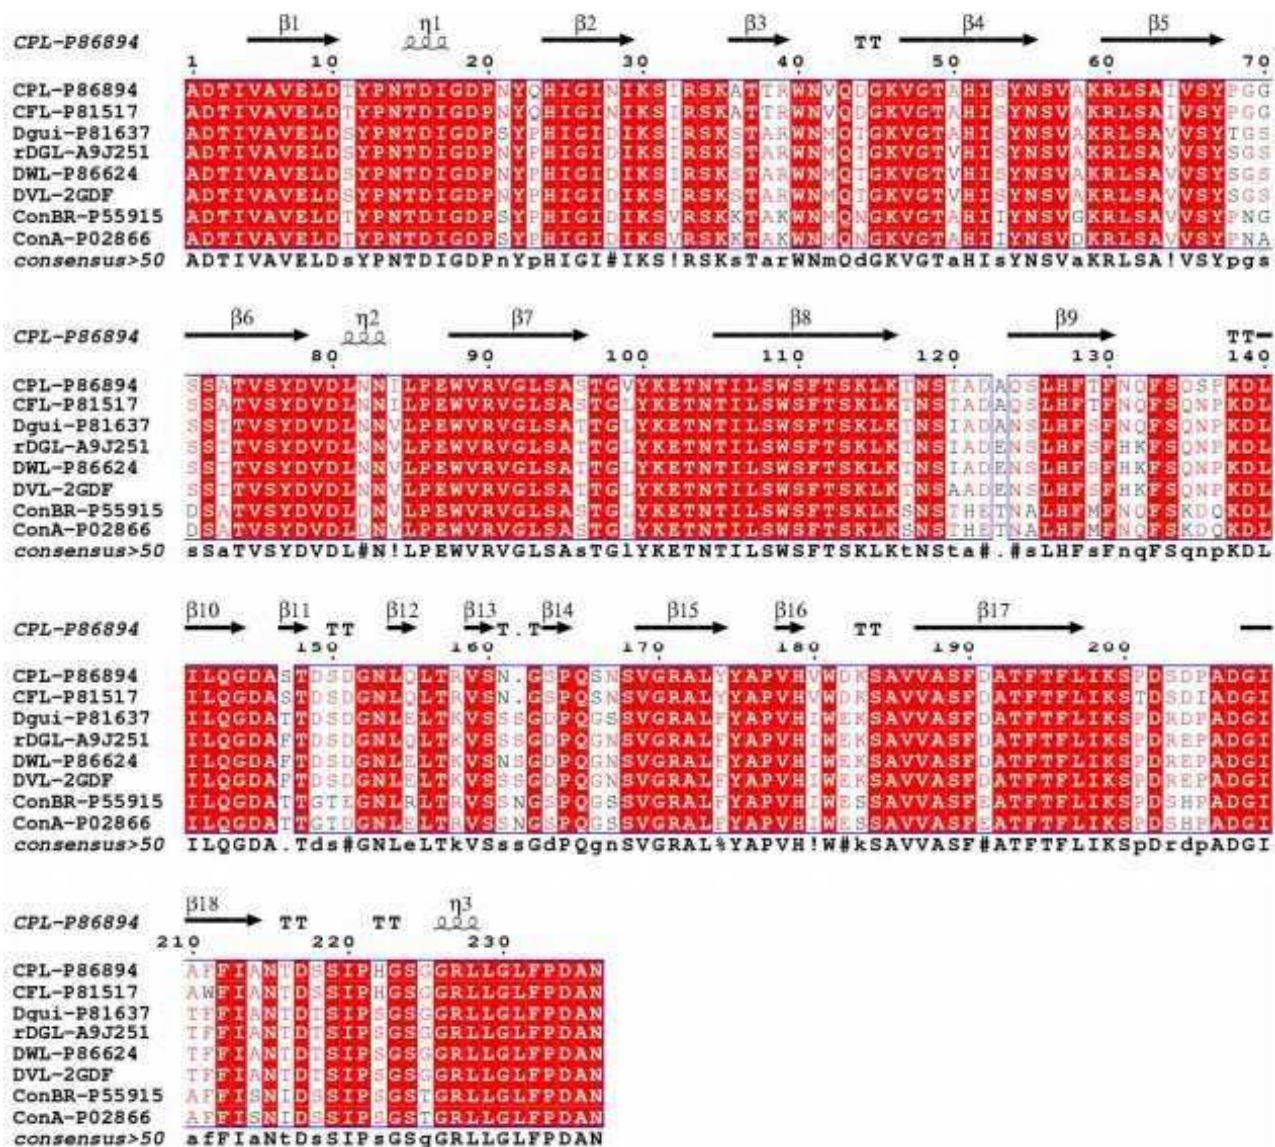 CPL-P86894 β1 η1 β2 β3 TT β4 β5
1 10 20 30 40 50 60 70
CPL-P86894 ADTIVAVELDTYPNTDIGDPNYQHIGINIKSIRSKATTRWNVQDGKVGTAHISYNSVAKRLSAIVSYPGG
CFL-P81517 ADTIVAVELDSYPNTDIGDPNYQHIGINIKSIRSKATTRWNVQDGKVGTAHISYNSVAKRLSAIVSYPGG
Dgui-P81637 ADTIVAVELDSYPNTDIGDPSYPHIGIDIKSIRSKSTARWNMQTGKVGTAHISYNSVAKRLSAVVSYTGS
rDGL-A9J251 ADTIVAVELDSYPNTDIGDPNYPHIGIDIKSIRSKSTARWNMQTGKVGTVHISYNSVAKRLSAVVSYSGS
DWL-P86624 ADTIVAVELDSYPNTDIGDPNYPHIGIDIKSIRSKSTARWNMQTGKVGTVHISYNSVAKRLSAVVSYSGS
DVL-2GDF ADTIVAVELDSYPNTDIGDPNYPHIGIDIKSIRSKSTARWNMQTGKVGTVHISYNSVAKRLSAVVSYSGS
ConBR-P55915 ADTIVAVELDTYPNTDIGDPSYPHIGIDIKSVRSKKTAKWNMQNGKVGTAHIIYNSVGKRLSAVVSYPNG
ConA-P02866 ADTIVAVELDTYPNTDIGDPSYPHIGIDIKSVRSKKTAKWNMQNGKVGTAHIIYNSVDKRLSAVVSYPNA
consensus>50 ADTIVAVELDsYPNTDIGDPnYpHIGI#IKS!RSKsTarWNmQdGKVGTaHIsYNSVaKRLSA!VSYpgs
CPL-P86894 β6 η2 β7 β8 β9 TT
80 90 100 110 120 130 140
CPL-P86894 SSATVSYDVDLNNILPEWVRVGLSASTGVYKETNTILSWSFTSKLKTNSTADAQSLHFTFNQFSQSPKDL
CFL-P81517 SSATVSYDVDLNNILPEWVRVGLSASTGLYKETNTILSWSFTSKLKTNSTADAQSLHFTFNQFSQNPKDL
Dgui-P81637 SSTTVSYDVDLNNVLPEWVRVGLSATTGLYKETNTILSWSFTSKLKTNSIADANSLHFSFNQFSQNPKDL
rDGL-A9J251 SSTTVSYDVDLNNVLPEWVRVGLSATTGLYKETNTILSWSFTSKLKTNSIADENSLHFSFHKFSQNPKDL
DWL-P86624 SSTTVSYDVDLNNVLPEWVRVGLSATTGLYKETNTILSWSFTSKLKTNSIADENSLHFSFHKFSQNPKDL
DVL-2GDF SSTTVSYDVDLNNVLPEWVRVGLSATTGLYKETNTILSWSFTSKLKTNSAADENSLHFSFHKFSQNPKDL
ConBR-P55915 DSATVSYDVDLDNVLPEWVRVGLSASTGLYKETNTILSWSFTSKLKSNSTHETNALHFMFNQFSKDQKDL
ConA-P02866 DSATVSYDVDLDNVLPEWVRVGLSASTGLYKETNTILSWSFTSKLKSNSTHETNALHFMFNQFSKDQKDL
consensus>50 sSaTVSYDVDL#N!LPEWVRVGLSAsTGlYKETNTILSWSFTSKLKtNSta#.#sLHFsFnqFSqnpKDL
CPL-P86894 β10 β11 TT β12 β13 T.T β14 β15 β16 TT β17
150 160 170 180 190 200
CPL-P86894 ILQGDASTDSDGNLQLTRVSN.GSPQSNSVGRALYYAPVHVWDKSAVVASFDATFTFLIKSPDSDPADGI
CFL-P81517 ILQGDASTDSDGNLQLTRVSN.GSPQSNSVGRALYYAPVHVWDKSAVVASFDATFTFLIKSTDSDIADGI
Dgui-P81637 ILQGDATTDSDGNLELTKVSSSGDPQGSSVGRALFYAPVHIWEKSAVVASFDATFTFLIKSPDRDPADGI
rDGL-A9J251 ILQGDAFTDSDGNLQLTKVSSSGDPQGNSVGRALFYAPVHIWEKSAVVASFDATFTFLIKSPDREPADGI
DWL-P86624 ILQGDAFTDSDGNLELTKVSNSGDPQGNSVGRALFYAPVHIWEKSAVVASFDATFTFLIKSPDREPADGI
DVL-2GDF ILQGDAFTDSDGNLELTKVSSSGDPQGNSVGRALFYAPVHIWEKSAVVASFDATFTFLIKSPDREPADGI
ConBR-P55915 ILQGDATTGTEGNLRLTRVSSNGSPQGSSVGRALFYAPVHIWESSAVVASFEATFTFLIKSPDSHPADGI
ConA-P02866 ILQGDATTGTDGNLELTRVSSNGSPQGSSVGRALFYAPVHIWESSAVVASFEATFTFLIKSPDSHPADGI
consensus>50 ILQGDA.Tds#GNLeLTkVSssGdPQgnSVGRAL%YAPVH!W#kSAVVASF#ATFTFLIKSpDrdpADGI
CPL-P86894 β18 TT TT η3
210 220 230
CPL-P86894 AFFIANTDSSIPHGSGGRLLGLFPDAN
CFL-P81517 AWFIANTDSSIPHGSGGRLLGLFPDAN
Dgui-P81637 TFFIANTDTSIPSGSGGRLLGLFPDAN
rDGL-A9J251 TFFIANTDTSIPSGSGGRLLGLFPDAN
DWL-P86624 TFFIANTDTSIPSGSGGRLLGLFPDAN
DVL-2GDF TFFIANTDTSIPSGSGGRLLGLFPDAN
ConBR-P55915 AFFISNIDSSIPSGSTGRLLGLFPDAN
ConA-P02866 AFFISNIDSSIPSGSTGRLLGLFPDAN
consensus>50 afFIaNtDsSIPsGSgGRLLGLFPDAN